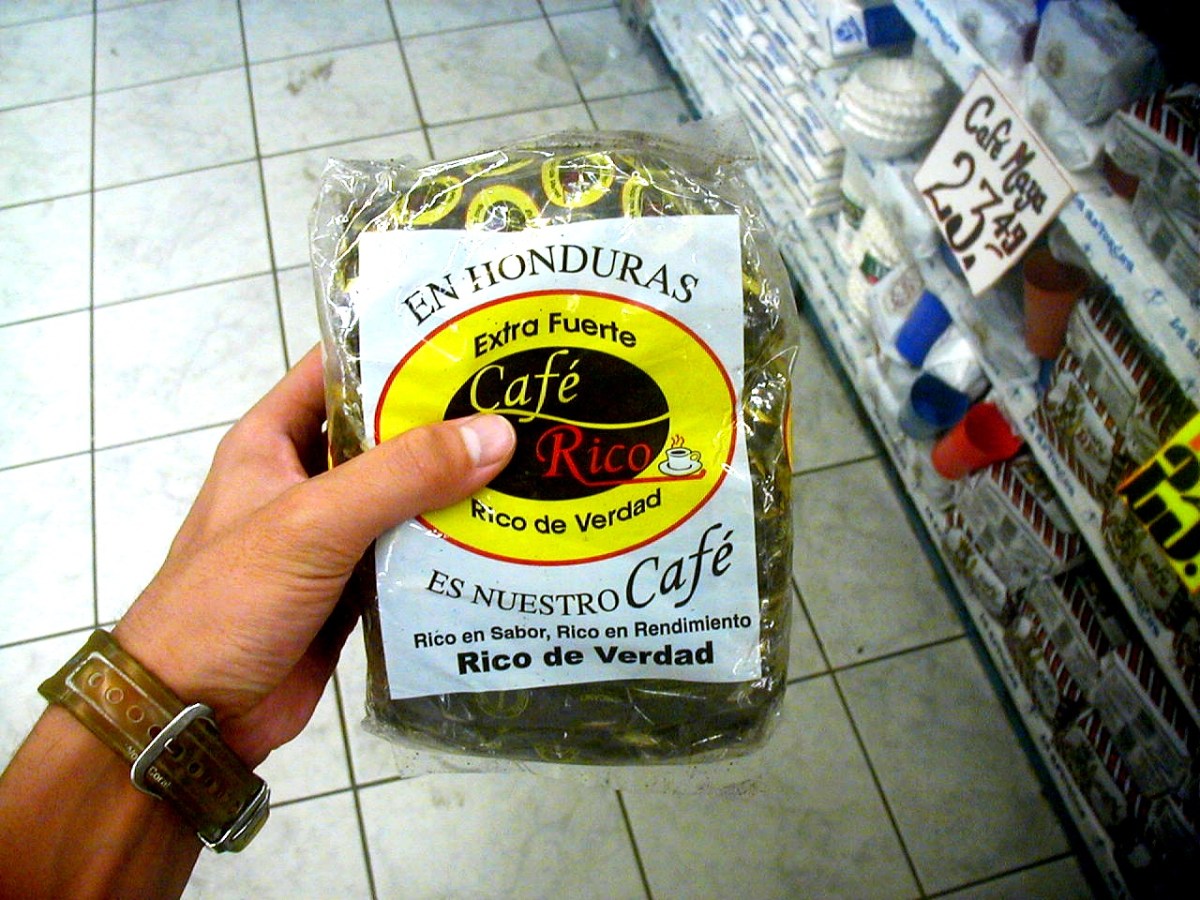 EN HONDURAS
Extra Fuerte
Café
Rico
Rico de Verdad
ES NUESTRO Café
Rico en Sabor, Rico en Rendimiento
Rico de Verdad
Café Maya
23.49